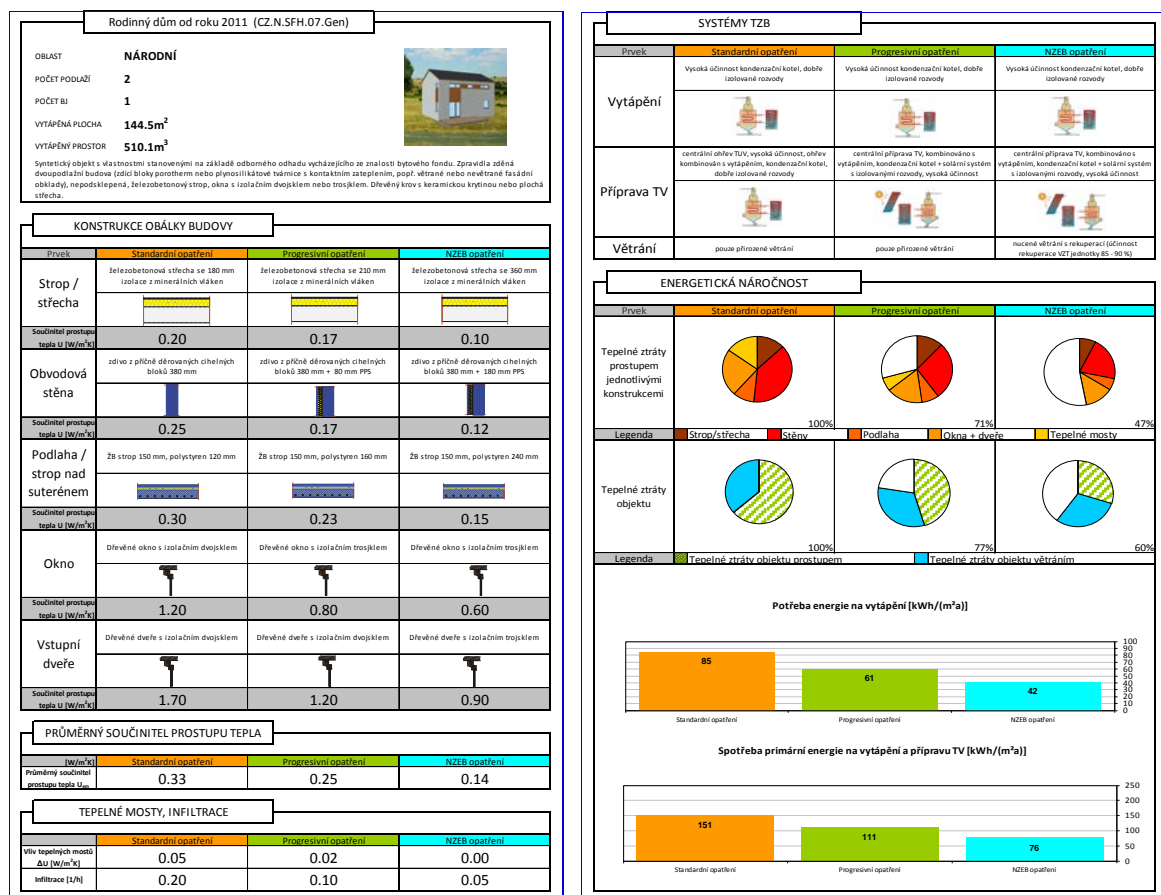 Rodinný dům od roku 2011 (CZ.N.SFH.07.Gen)
OBLAST NÁRODNÍ
POČET PODLAŽÍ 2
POČET BJ 1
VYTÁPĚNÁ PLOCHA 144.5m²
VYTÁPĚNÝ PROSTOR 510.1m³
Syntetický objekt s vlastnostmi stanovenými na základě odborného odhadu vycházejícího ze znalosti bytového fondu. Zpravidla zděná
dvoupodlažní budova (zdící bloky porotherm nebo plynosilikátové tvárnice s kontaktním zateplením, popř. větrané nebo nevětrané fasádní
obklady), nepodsklepená, železobetonový strop, okna s izolačním dvojsklem nebo trojsklem. Dřevěný krov s keramickou krytinou nebo plochá
střecha.
KONSTRUKCE OBÁLKY BUDOVY
Prvek Standardní opatření Progresivní opatření NZEB opatření
Strop /
střecha
železobetonová střecha se 180 mm
izolace z minerálních vláken
železobetonová střecha se 210 mm
izolace z minerálních vláken
železobetonová střecha se 360 mm
izolace z minerálních vláken
Součinitel prostupu
tepla U [W/m²K]
0.20 0.17 0.10
Obvodová
stěna
zdivo z příčně děrovaných cihelných
bloků 380 mm
zdivo z příčně děrovaných cihelných
bloků 380 mm + 80 mm PPS
zdivo z příčně děrovaných cihelných
bloků 380 mm + 180 mm PPS
Součinitel prostupu
tepla U [W/m²K]
0.25 0.17 0.12
Podlaha /
strop nad
suterénem
ŽB strop 150 mm, polystyren 120 mm
ŽB strop 150 mm, polystyren 160 mm
ŽB strop 150 mm, polystyren 240 mm
Součinitel prostupu
tepla U [W/m²K]
0.30 0.23 0.15
Okno
Dřevěné okno s izolačním dvojsklem
Dřevěné okno s izolačním trosjklem
Dřevěné okno s izolačním trosjklem
Součinitel prostupu
tepla U [W/m²K]
1.20 0.80 0.60
Vstupní
dveře
Dřevěné dveře s izolačním dvojsklem
Dřevěné dveře s izolačním dvojsklem
Dřevěné dveře s izolačním trojsklem
Součinitel prostupu
tepla U [W/m²K]
1.70 1.20 0.90
PRŮMĚRNÝ SOUČINITEL PROSTUPU TEPLA
[W/m²K] Standardní opatření Progresivní opatření NZEB opatření
Průměrný součinitel
prostupu tepla
0.33 0.25 0.14
TEPELNÉ MOSTY, INFILTRACE
Standardní opatření Progresivní opatření NZEB opatření
Vliv tepelných mostů
ΔU [W/m²K]
0.05 0.02 0.00
Infiltrace [1/h] 0.20 0.10 0.05
SYSTÉMY TZB
Prvek Standardní opatření Progresivní opatření NZEB opatření
Vytápění
Vysoká účinnost kondenzační kotel, dobře
izolované rozvody
Vysoká účinnost kondenzační kotel, dobře
izolované rozvody
Vysoká účinnost kondenzační kotel, dobře
izolované rozvody
Příprava TV
centrální ohřev TUV, vysoká účinnost, ohřev
kombinován s vytápěním, kondenzační kotel,
dobře izolované rozvody
centrální příprava TV, kombinováno s
vytápěním, kondenzační kotel + solární systém
s izolovanými rozvody, vysoká účinnost
centrální příprava TV, kombinováno s
vytápěním, kondenzační kotel + solární systém
s izolovanými rozvody, vysoká účinnost
Větrání
pouze přirozené větrání
pouze přirozené větrání
nucené větrání s rekuperací (účinnost
rekuperace VZT jednotky 85 - 90 %)
ENERGETICKÁ NÁROČNOST
Prvek Standardní opatření Progresivní opatření NZEB opatření
Tepelné ztráty
prostupem
jednotlivými
konstrukcemi
100% 71% 47%
Legenda Strop/střecha Stěny Podlaha Okna + dveře Tepelné mosty
Tepelné ztráty
objektu
100% 77% 60%
Legenda Tepelné ztráty objektu prostupem Tepelné ztráty objektu větráním
Potřeba energie na vytápění [kWh/(m²a)]
100
90
80
70
60
50
40
30
20
10
0
85 61 42
Standardní opatření Progresivní opatření NZEB opatření
Spotřeba primární energie na vytápění a přípravu TV [kWh/(m²a)]
250
200
150
100
50
0
151 111 76
Standardní opatření Progresivní opatření NZEB opatření